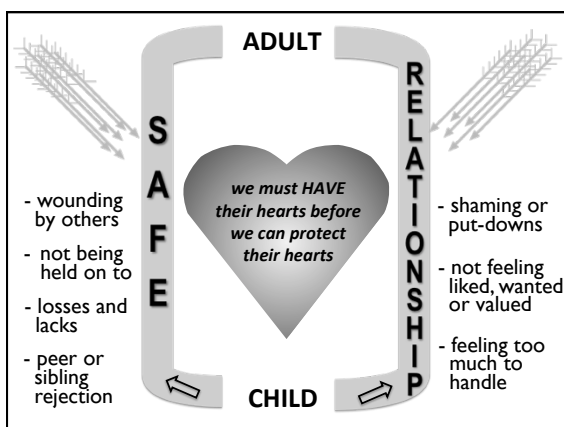 ADULT
SAFE
RELATIONSHIP
we must HAVE
their hearts before
we can protect
their hearts
- wounding
by others
- not being
held on to
- losses and
lacks
- peer or
sibling
rejection
- shaming or
put-downs
- not feeling
liked, wanted
or valued
- feeling too
much to
handle
CHILD